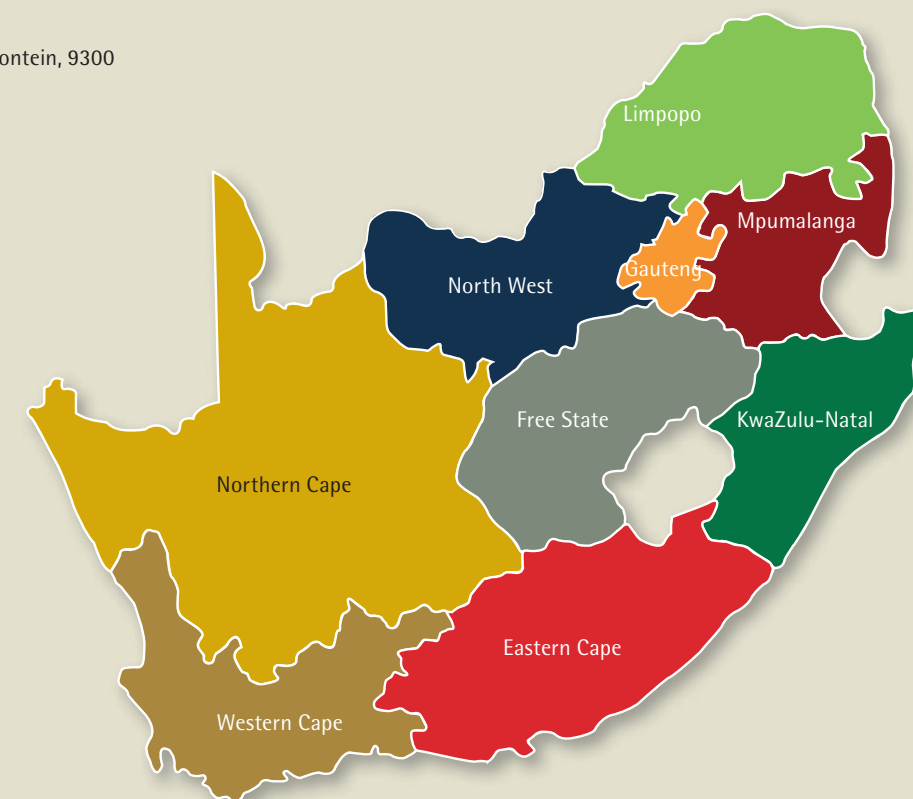 ontein, 9300
Limpopo
Mpumalanga
Gauteng
North West
Free State
KwaZulu-Natal
Northern Cape
Eastern Cape
Western Cape